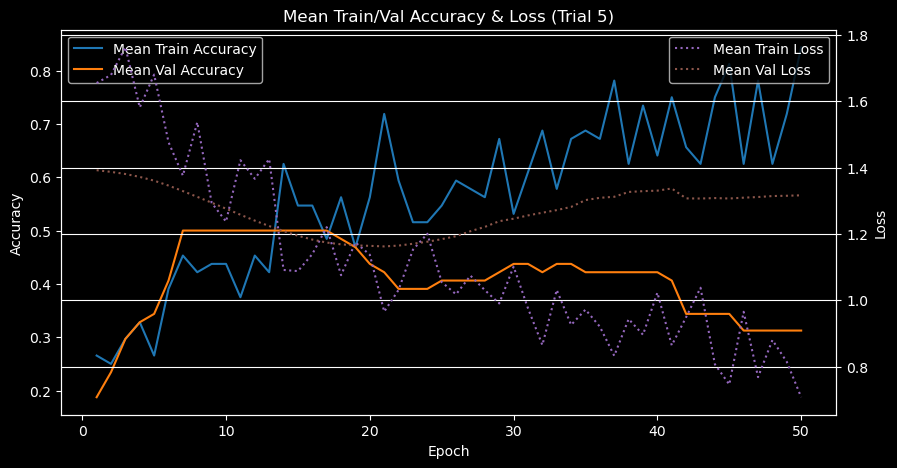 Mean Train/Val Accuracy & Loss (Trial 5)
Mean Train Accuracy
Mean Val Accuracy
Mean Train Loss
Mean Val Loss
Accuracy
0.8
0.7
0.6
0.5
0.4
0.3
0.2
1.8
1.6
1.4
1.2
1.0
0.8
Loss
0 10 20 30 40 50
Epoch